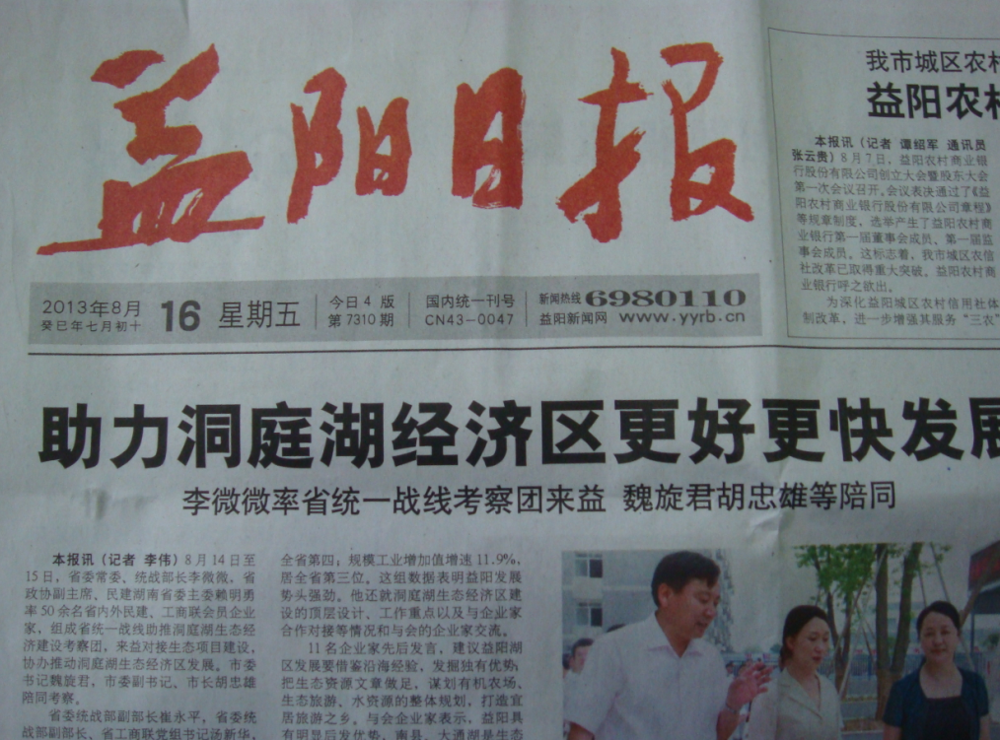 益阳日报
2013年8月
癸巳年七月初十
16 星期五
今日4版
第7310期
国内统一刊号
CN43-0047
新闻热线 6980110
益阳新闻网 www.yyrb.cn
我市城区农村
益阳农村
本报讯（记者 谭绍军 通讯员
张云贵）8月7日，益阳农村商业银
行股份有限公司创立大会暨股东大会
第一次会议召开。会议表决通过了《益
阳农村商业银行股份有限公司章程》
等规章制度，选举产生了益阳农村商
业银行第一届董事会成员、第一届监
事会成员。这标志着，我市城区农信
社改革已取得重大突破。益阳农村商
业银行呼之欲出。
为深化益阳城区农村信用社体
制改革，进一步增强其服务“三农”
助力洞庭湖经济区更好更快发展
李微微率省统一战线考察团来益 魏旋君胡忠雄等陪同
本报讯（记者 李伟）8月14日至
15日，省委常委、统战部长李微微，省
政协副主席、民建湖南省委主委赖明勇
率50余名省内外民建、工商联会员企业
家，组成省统一战线助推洞庭湖生态经
济建设考察团，来益对接生态项目建设，
协办推动洞庭湖生态经济区发展。市委
书记魏旋君，市委副书记、市长胡忠雄
陪同考察。
省委统战部副部长崔永平，省委统
战部副部长、省工商联党组书记汤新华，
全省第四；规模工业增加值增速11.9%，
居全省第三位。这组数据表明益阳发展
势头强劲。他还就洞庭湖生态经济区建
设的顶层设计、工作重点以及与企业家
合作对接等情况和与会的企业家交流。
11名企业家先后发言，建议益阳湖
区发展要借鉴沿海经验，发掘独有优势；
把生态资源文章做足，谋划有机农场、
生态旅游、水资源的整体规划，打造宜
居旅游之乡。与会企业家表示，益阳具
有明显后发优势，南县、大通湖是生态